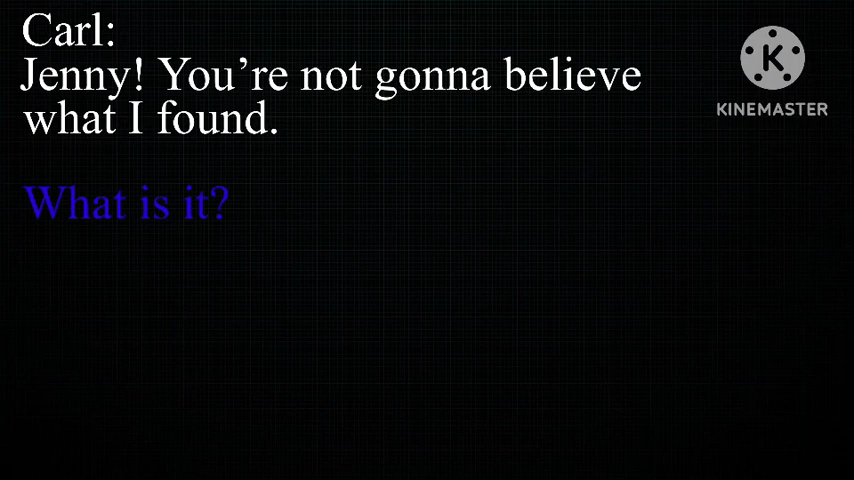 Carl:
Jenny! You’re not gonna believe
what I found.
What is it?
KINEMASTER